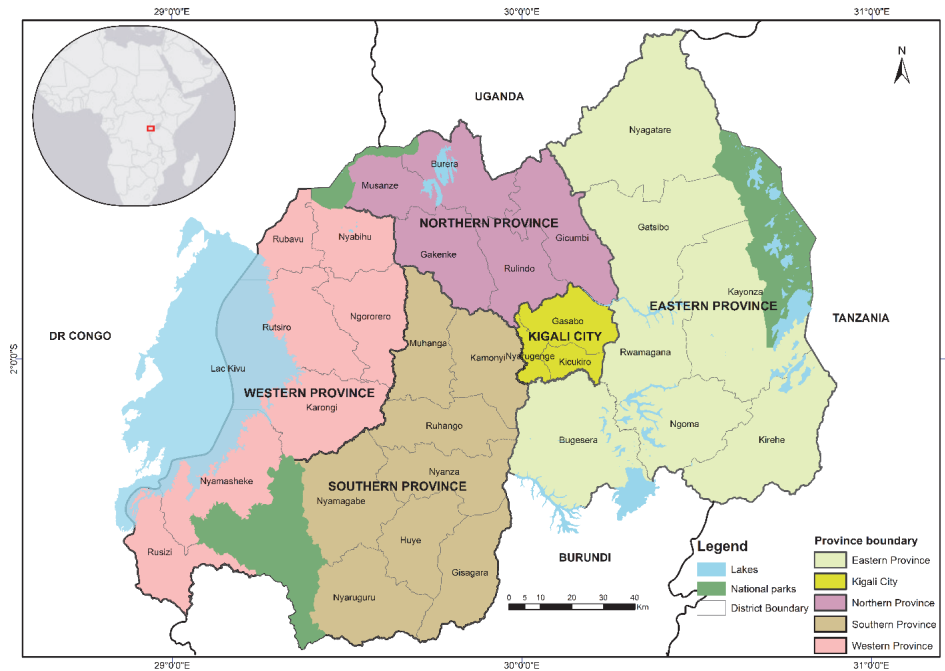 29°0'0"E 30°0'0"E 31°0'0"E
N
UGANDA
Nyagatare
Burera
Musanze
NORTHERN PROVINCE
Gatsibo
Rubavu
Nyabihu
Gicumbi
Gakenke
Rulindo
Kayonza
EASTERN PROVINCE
Ngororero
Gasabo
TANZANIA
Rutsiro
DR CONGO
KIGALI CITY
Muhanga
Rwamagana
Kamonyi
Nyarugenge
Kicukiro
2°0'0"S
Lac Kivu
WESTERN PROVINCE
Karongi
Ruhango
Ngoma
Bugesera
Kirehe
Nyanza
Nyamasheke
SOUTHERN PROVINCE
Nyamagabe
Huye
Rusizi
BURUNDI
Gisagara
Nyaruguru
Legend
Lakes
National parks
District Boundary
0 5 10 20 30 40
Km
Province boundary
Eastern Province
Kigali City
Northern Province
Southern Province
Western Province
29°0'0"E 30°0'0"E 31°0'0"E